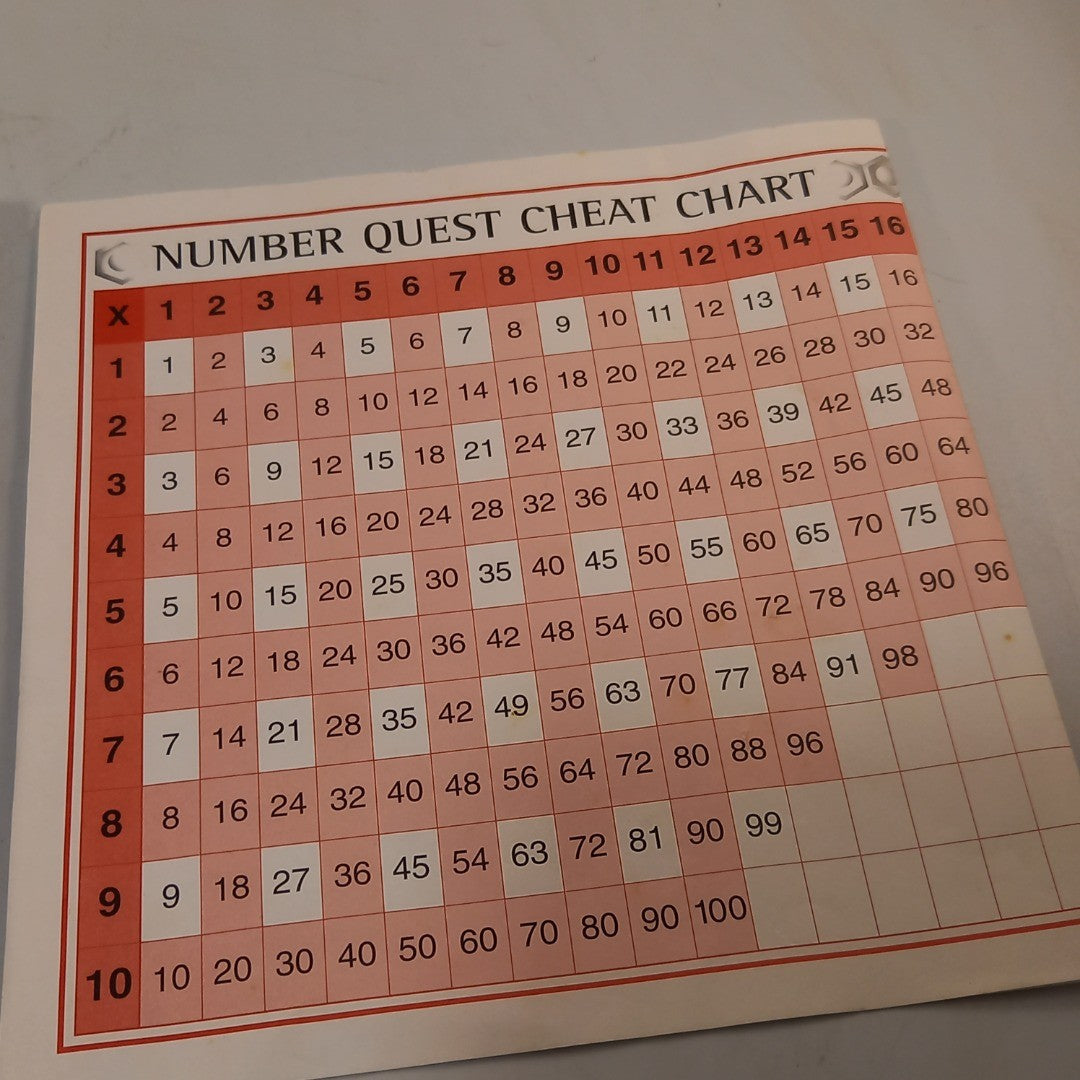 NUMBER QUEST CHEAT CHART
X 1 2 3 4 5 6 7 8 9 10 11 12 13 14 15 16
1 1 2 3 4 5 6 7 8 9 10 11 12 13 14 15 16
2 2 4 6 8 10 12 14 16 18 20 22 24 26 28 30 32
3 3 6 9 12 15 18 21 24 27 30 33 36 39 42 45 48
4 4 8 12 16 20 24 28 32 36 40 44 48 52 56 60 64
5 5 10 15 20 25 30 35 40 45 50 55 60 65 70 75 80
6 6 12 18 24 30 36 42 48 54 60 66 72 78 84 90 96
7 7 14 21 28 35 42 49 56 63 70 77 84 91 98
8 8 16 24 32 40 48 56 64 72 80 88 96
9 9 18 27 36 45 54 63 72 81 90 99
10 10 20 30 40 50 60 70 80 90 100